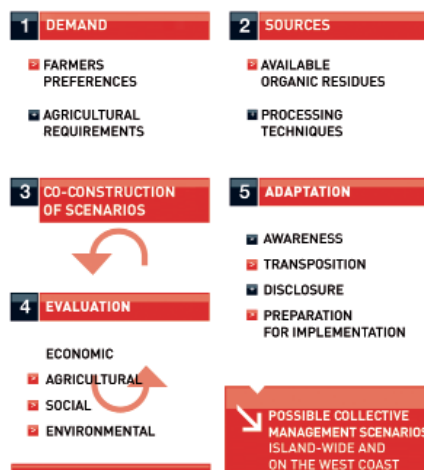 1 DEMAND
FARMERS
PREFERENCES
AGRICULTURAL
REQUIREMENTS
2 SOURCES
AVAILABLE
ORGANIC RESIDUES
PROCESSING
TECHNIQUES
3 CO-CONSTRUCTION
OF SCENARIOS
4 EVALUATION
ECONOMIC
AGRICULTURAL
SOCIAL
ENVIRONMENTAL
5 ADAPTATION
AWARENESS
TRANSPOSITION
DISCLOSURE
PREPARATION
FOR IMPLEMENTATION
POSSIBLE COLLECTIVE
MANAGEMENT SCENARIOS
ISLAND-WIDE AND
ON THE WEST COAST